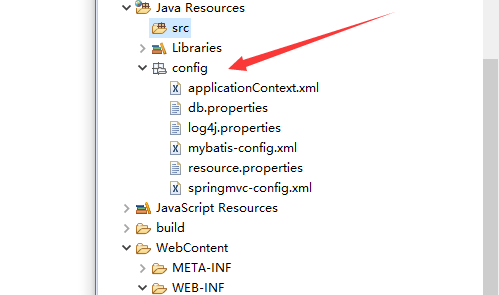 Java Resources
src
Libraries
config
applicationContext.xml
db.properties
log4j.properties
mybatis-config.xml
resource.properties
springmvc-config.xml
JavaScript Resources
build
WebContent
META-INF
WEB-INF